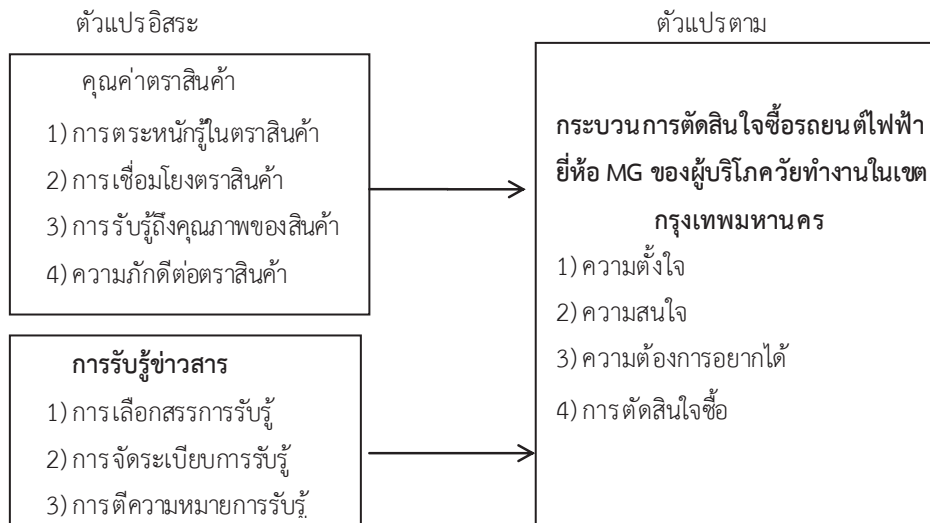 ตัวแปรอิสระ
คุณค่าตราสินค้า
1) การตระหนักรู้ในตราสินค้า
2) การเชื่อมโยงตราสินค้า
3) การรับรู้ถึงคุณภาพของสินค้า
4) ความภักดีต่อตราสินค้า
การรับรู้ข่าวสาร
1) การเลือกสรรการรับรู้
2) การจัดระเบียบการรับรู้
3) การตีความหมายการรับรู้
ตัวแปรตาม
กระบวนการตัดสินใจซื้อรถยนต์ไฟฟ้า
ยี่ห้อ MG ของผู้บริโภควัยทำงานในเขต
กรุงเทพมหานคร
1) ความตั้งใจ
2) ความสนใจ
3) ความต้องการอยากได้
4) การตัดสินใจซื้อ